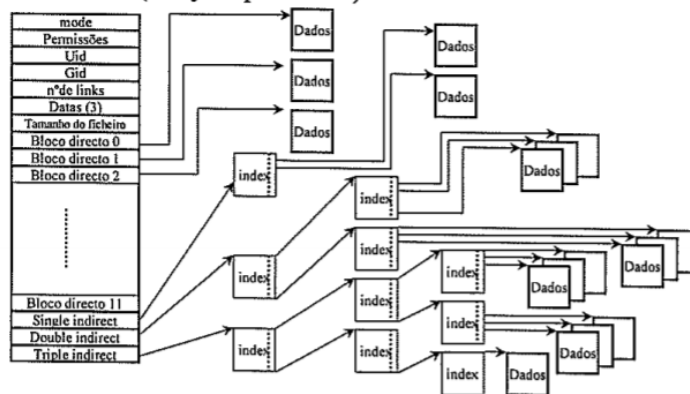 mode
Permissões
Uid
Gid
nºde links
Datas (3)
Tamanho do ficheiro
Bloco directo 0
Bloco directo 1
Bloco directo 2
Bloco directo 11
Single indirect
Double indirect
Triple indirect
Dados
Dados
Dados
Dados
Dados
index
index
Dados
index
index
Dados
index
index
Dados
index
index
index
Dados
index
Dados